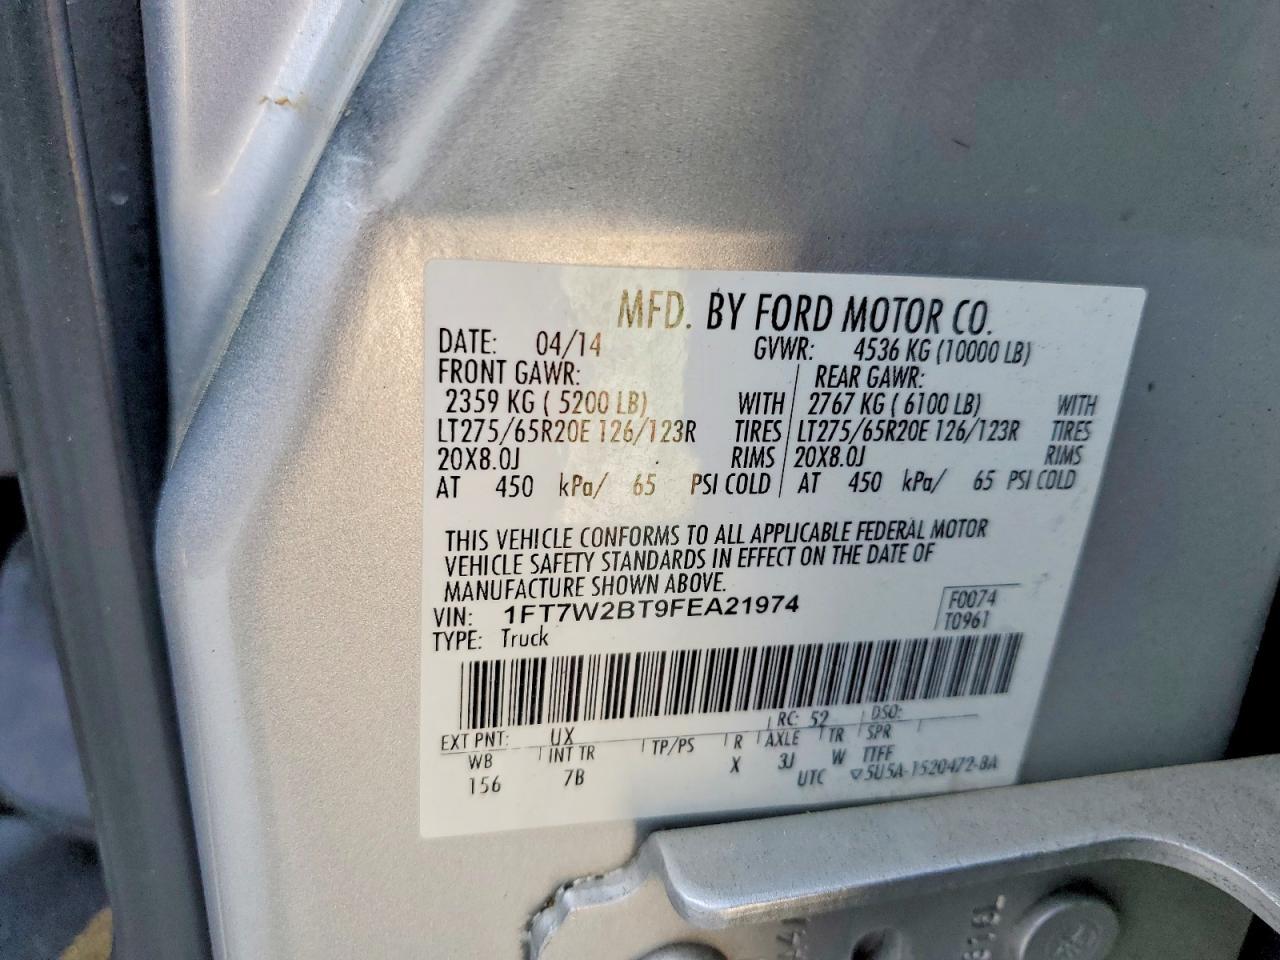 MFD. BY FORD MOTOR CO.
DATE: 04/14 GVWR: 4536 KG (10000 LB)
FRONT GAWR: REAR GAWR:
2359 KG ( 5200 LB) WITH 2767 KG ( 6100 LB) WITH
LT275/65R20E 126/123R TIRES LT275/65R20E 126/123R TIRES
20X8.0J RIMS 20X8.0J RIMS
AT 450 kPa/ 65 PSI COLD AT 450 kPa/ 65 PSI COLD
THIS VEHICLE CONFORMS TO ALL APPLICABLE FEDERAL MOTOR
VEHICLE SAFETY STANDARDS IN EFFECT ON THE DATE OF
MANUFACTURE SHOWN ABOVE.
VIN: 1FT7W2BT9FEA21974 F0074
TYPE: Truck T0961
EXT PNT: UX RC: 52 DSO:
WB INT TR TP/PS R AXLE TR SPR
156 7B X 3J W TTFF
UTC ▽5U5A-1520472-BA